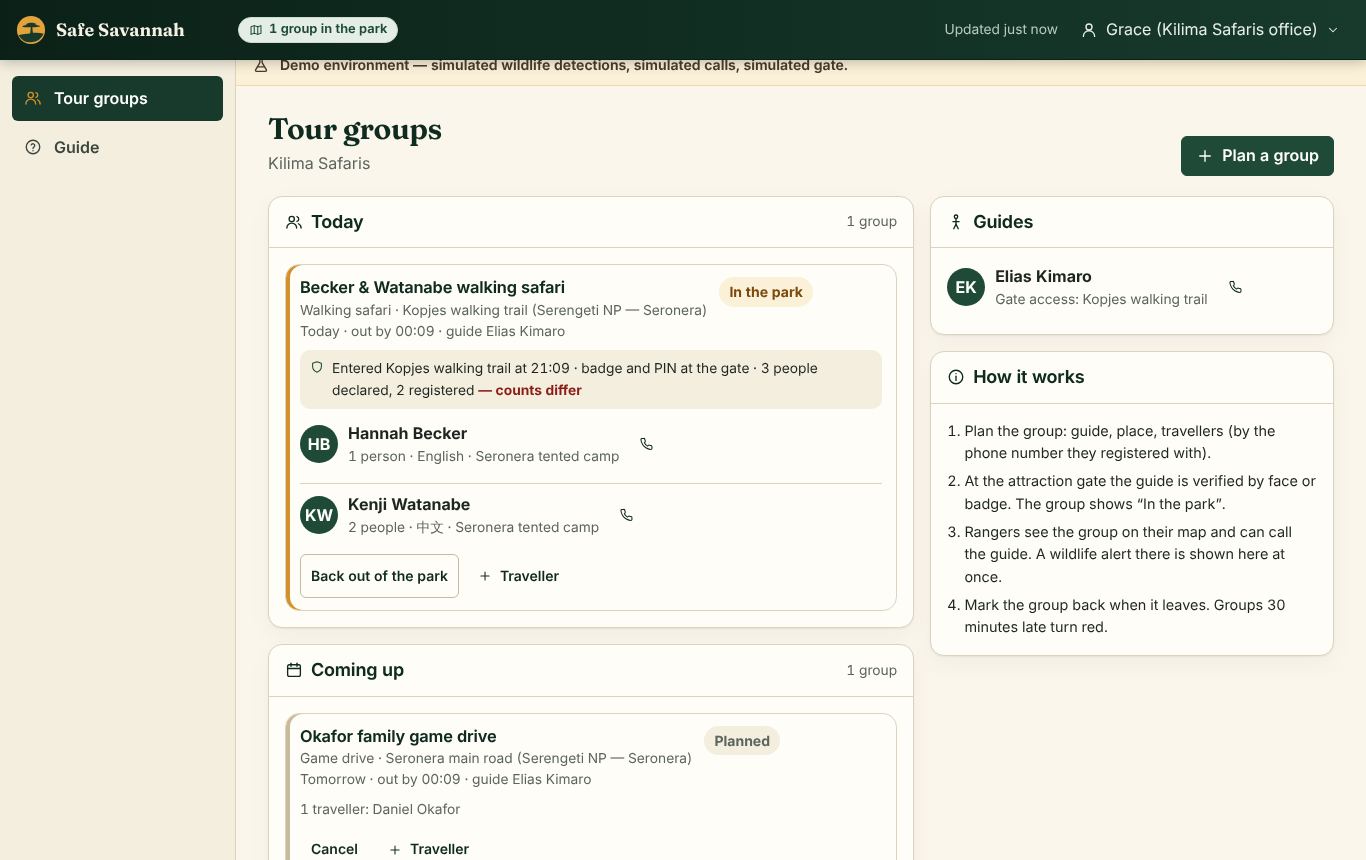 Safe Savannah
1 group in the park
Updated just now
Grace (Kilima Safaris office)
Demo environment — simulated wildlife detections, simulated calls, simulated gate.
Tour groups
Guide
Tour groups
Kilima Safaris
+ Plan a group
Today
1 group
Becker & Watanabe walking safari
In the park
Walking safari · Kopjes walking trail (Serengeti NP — Seronera)
Today · out by 00:09 · guide Elias Kimaro
Entered Kopjes walking trail at 21:09 · badge and PIN at the gate · 3 people
declared, 2 registered — counts differ
HB
Hannah Becker
1 person · English · Seronera tented camp
KW
Kenji Watanabe
2 people · 中文 · Seronera tented camp
Back out of the park
+ Traveller
Coming up
1 group
Okafor family game drive
Planned
Game drive · Seronera main road (Serengeti NP — Seronera)
Tomorrow · out by 00:09 · guide Elias Kimaro
1 traveller: Daniel Okafor
Cancel
+ Traveller
Guides
EK
Elias Kimaro
Gate access: Kopjes walking trail
How it works
1. Plan the group: guide, place, travellers (by the
phone number they registered with).
2. At the attraction gate the guide is verified by face or
badge. The group shows “In the park”.
3. Rangers see the group on their map and can call
the guide. A wildlife alert there is shown here at
once.
4. Mark the group back when it leaves. Groups 30
minutes late turn red.